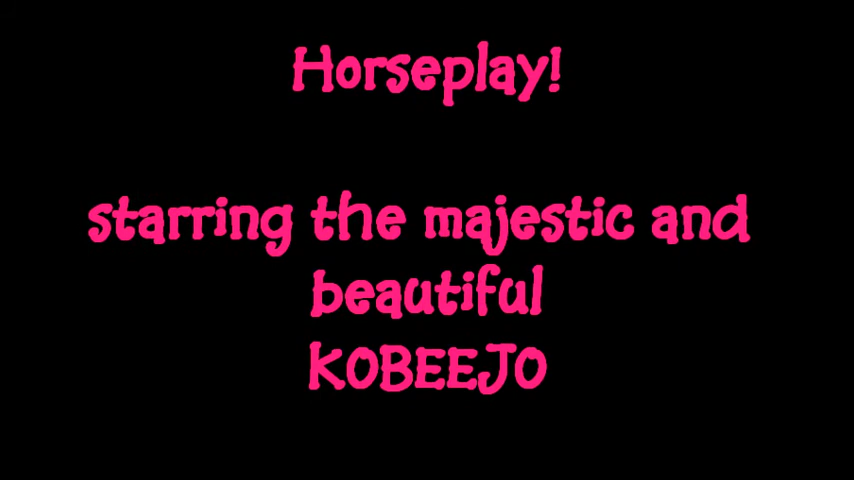 Horseplay!
starring the majestic and
beautiful
KOBEEJO